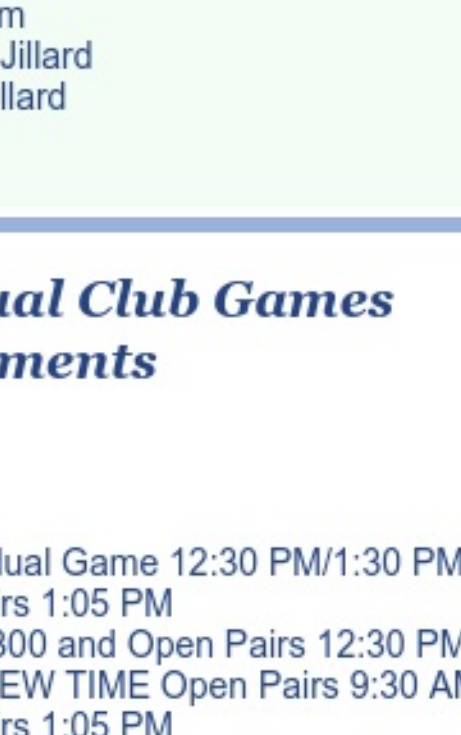 m
Jillard
llard
ual Club Games
ments
dual Game 12:30 PM/1:30 PM
rs 1:05 PM
300 and Open Pairs 12:30 PM
EW TIME Open Pairs 9:30 AM
rs 1:05 PM